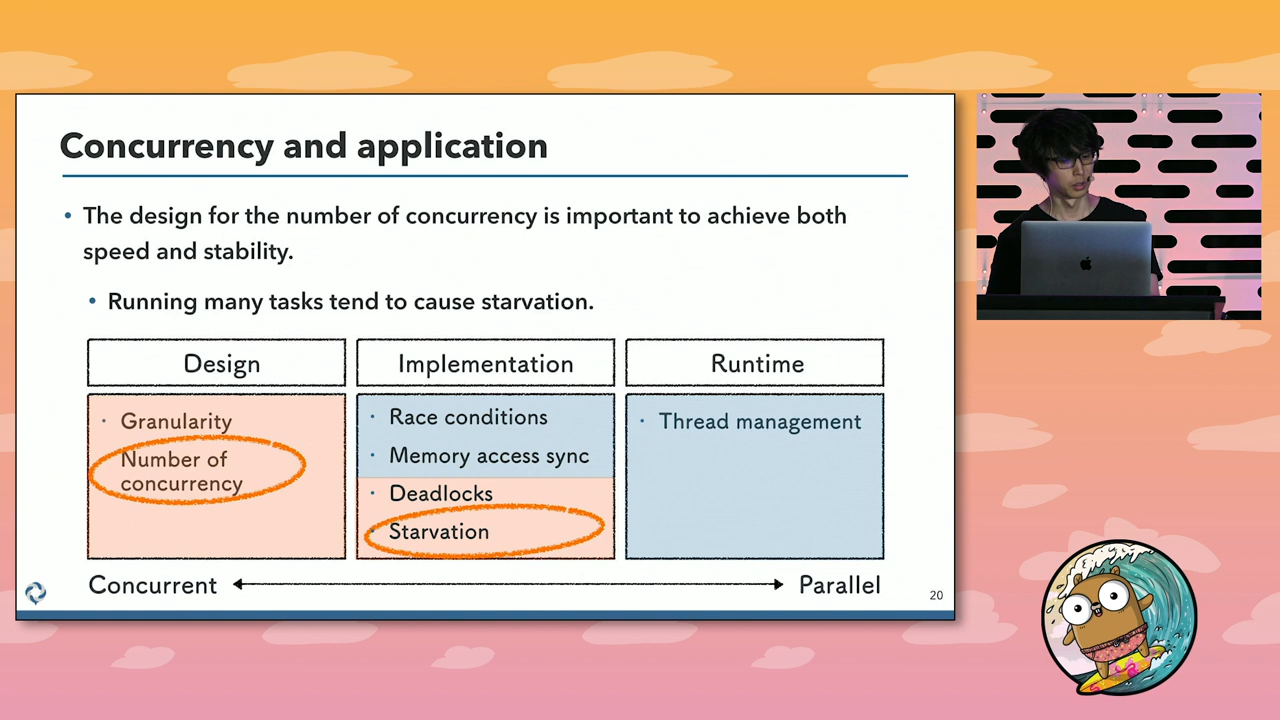 Concurrency and application
• The design for the number of concurrency is important to achieve both
speed and stability.
• Running many tasks tend to cause starvation.
Design
Implementation
Runtime
· Granularity
Number of
concurrency
· Race conditions
· Memory access sync
· Deadlocks
· Starvation
· Thread management
Concurrent
Parallel
20